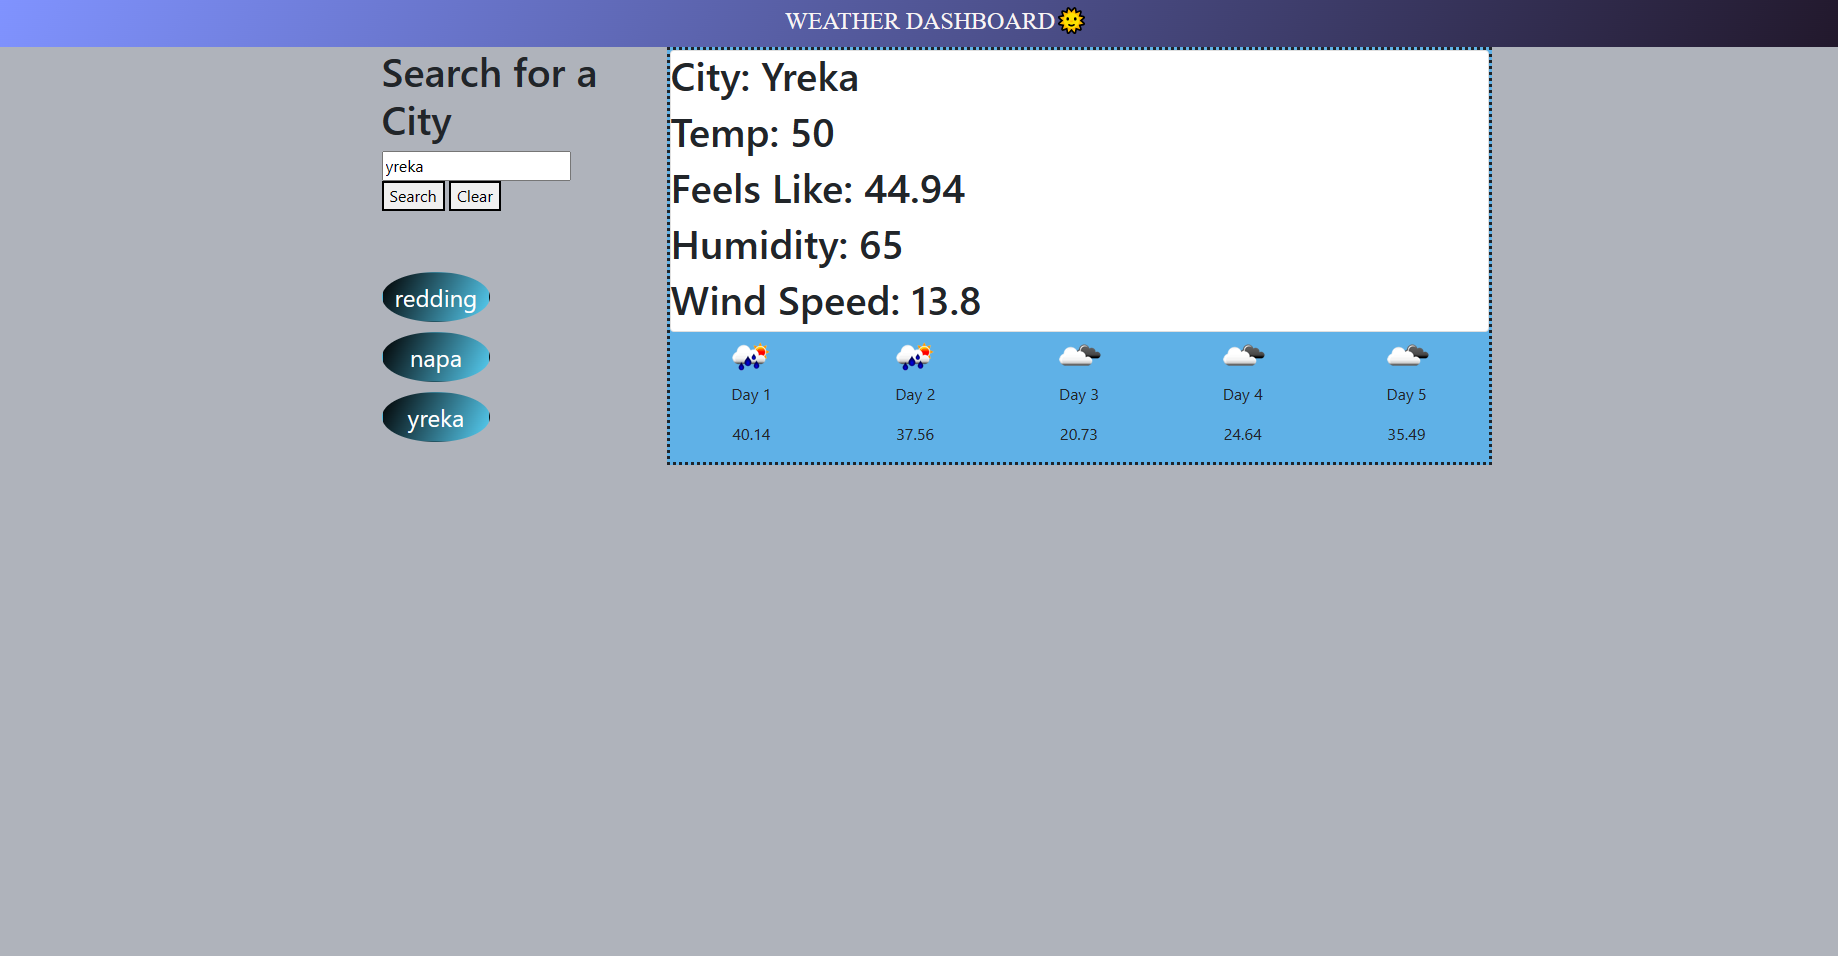 WEATHER DASHBOARD
Search for a
City
yreka
Search Clear
redding
napa
yreka
City: Yreka
Temp: 50
Feels Like: 44.94
Humidity: 65
Wind Speed: 13.8
Day 1 Day 2 Day 3 Day 4 Day 5
40.14 37.56 20.73 24.64 35.49